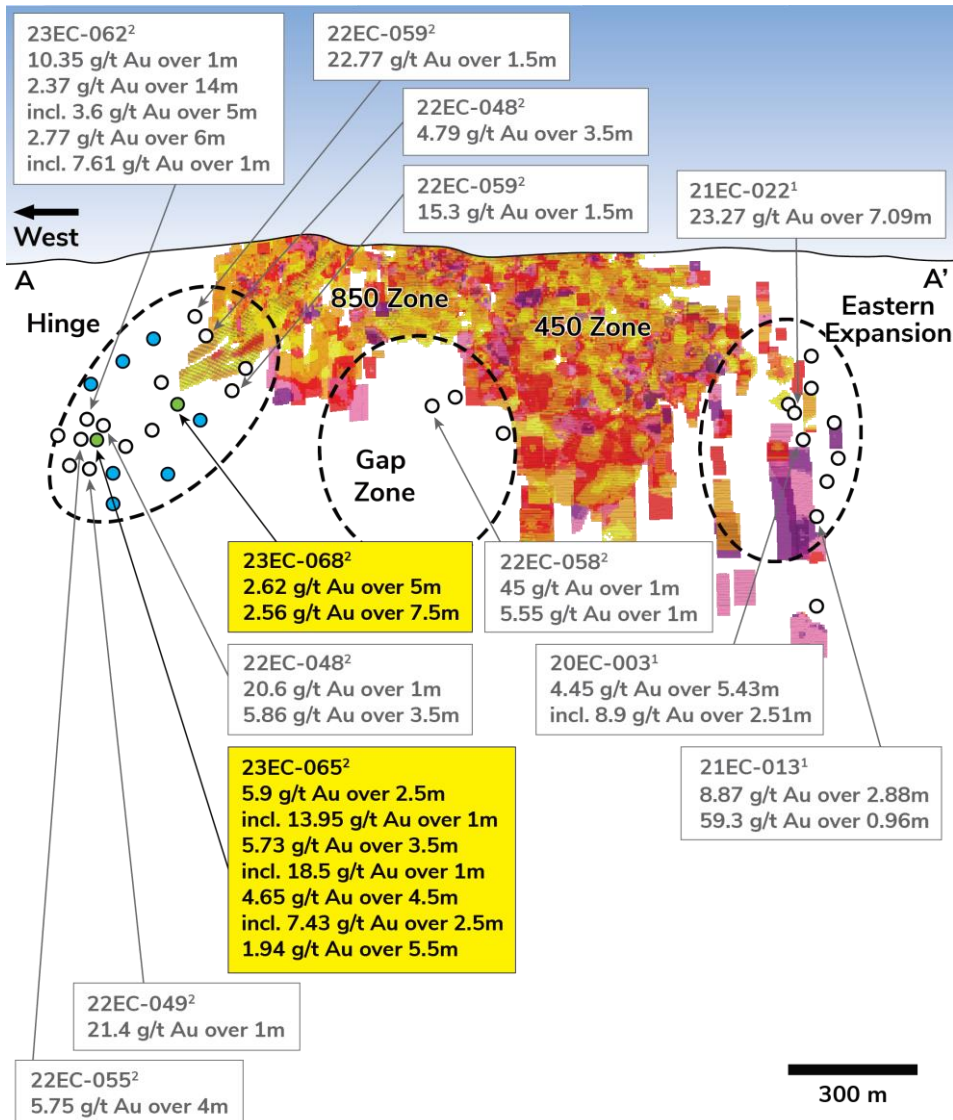 23EC-062²
10.35 g/t Au over 1m
2.37 g/t Au over 14m
incl. 3.6 g/t Au over 5m
2.77 g/t Au over 6m
incl. 7.61 g/t Au over 1m
22EC-059²
22.77 g/t Au over 1.5m
22EC-048²
4.79 g/t Au over 3.5m
22EC-059²
15.3 g/t Au over 1.5m
21EC-022¹
23.27 g/t Au over 7.09m
West
A
A'
Hinge
850 Zone
450 Zone
Eastern
Expansion
Gap
Zone
23EC-068²
2.62 g/t Au over 5m
2.56 g/t Au over 7.5m
22EC-058²
45 g/t Au over 1m
5.55 g/t Au over 1m
22EC-048²
20.6 g/t Au over 1m
5.86 g/t Au over 3.5m
20EC-003¹
4.45 g/t Au over 5.43m
incl. 8.9 g/t Au over 2.51m
23EC-065²
5.9 g/t Au over 2.5m
incl. 13.95 g/t Au over 1m
5.73 g/t Au over 3.5m
incl. 18.5 g/t Au over 1m
4.65 g/t Au over 4.5m
incl. 7.43 g/t Au over 2.5m
1.94 g/t Au over 5.5m
21EC-013¹
8.87 g/t Au over 2.88m
59.3 g/t Au over 0.96m
22EC-049²
21.4 g/t Au over 1m
22EC-055²
5.75 g/t Au over 4m
300 m